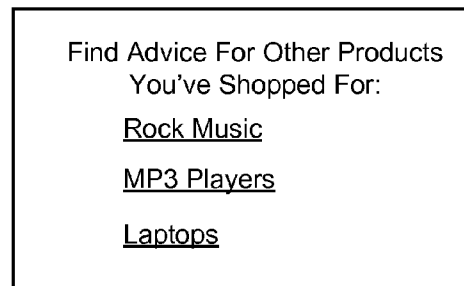 Find Advice For Other Products
You've Shopped For:
Rock Music
MP3 Players
Laptops